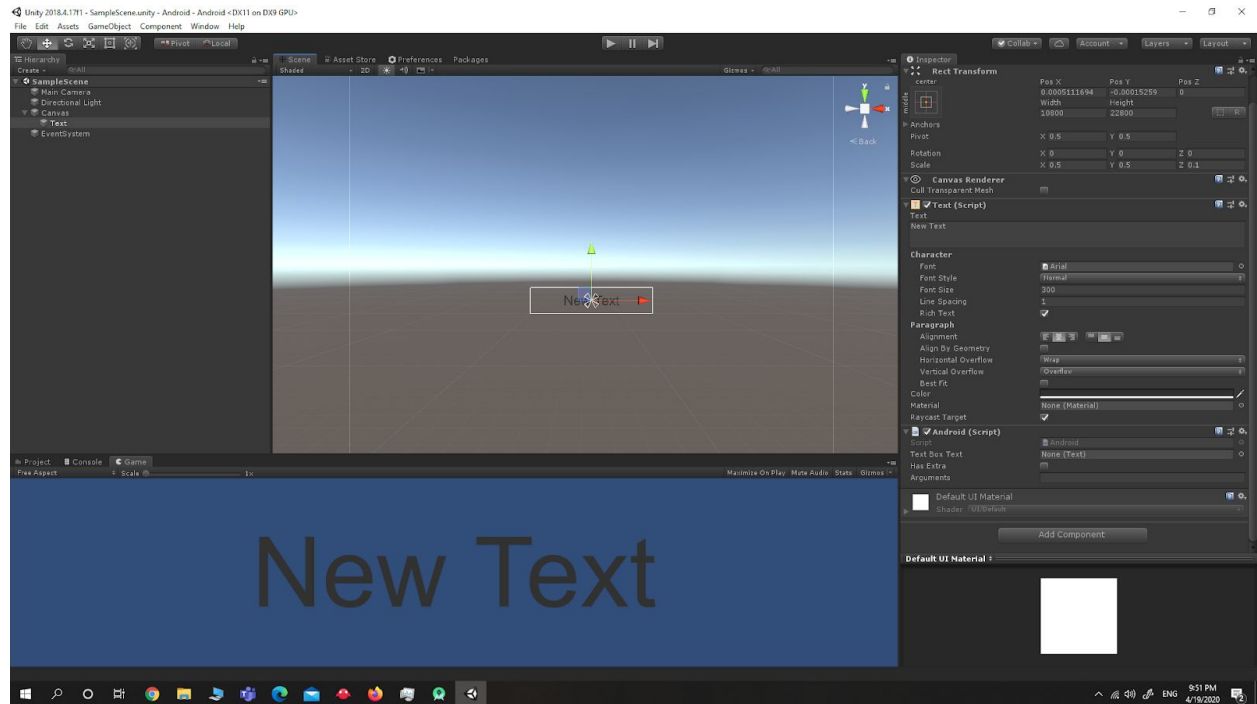 Unity 2018.4.17f1 - SampleScene.unity - Android - Android <DX11 on DX9 GPU>
File Edit Assets GameObject Component Window Help
Pivot Local
Collab Account Layers Layout
Hierarchy
Create All
SampleScene
Main Camera
Directional Light
Canvas
Text
EventSystem
Scene Asset Store Preferences Packages
Shaded 2D Gizmos All
y
x
Back
New Text
Project Console Game
Free Aspect Scale 1x Maximize On Play Mute Audio Stats Gizmos
New Text
Inspector
Rect Transform
center Pos X Pos Y Pos Z
middle 0.0005111694 -0.00015259 0
Width Height
10800 22800 R
Anchors
Pivot X 0.5 Y 0.5
Rotation X 0 Y 0 Z 0
Scale X 0.5 Y 0.5 Z 0.1
Canvas Renderer
Cull Transparent Mesh
Text (Script)
Text
New Text
Character
Font Arial
Font Style Normal
Font Size 300
Line Spacing 1
Rich Text
Paragraph
Alignment
Align By Geometry
Horizontal Overflow Wrap
Vertical Overflow Overflow
Best Fit
Color
Material None (Material)
Raycast Target
Android (Script)
Script Android
Text Box Text None (Text)
Has Extra
Arguments
Default UI Material
Shader UI/Default
Add Component
Default UI Material
ENG 9:51 PM
4/19/2020
2